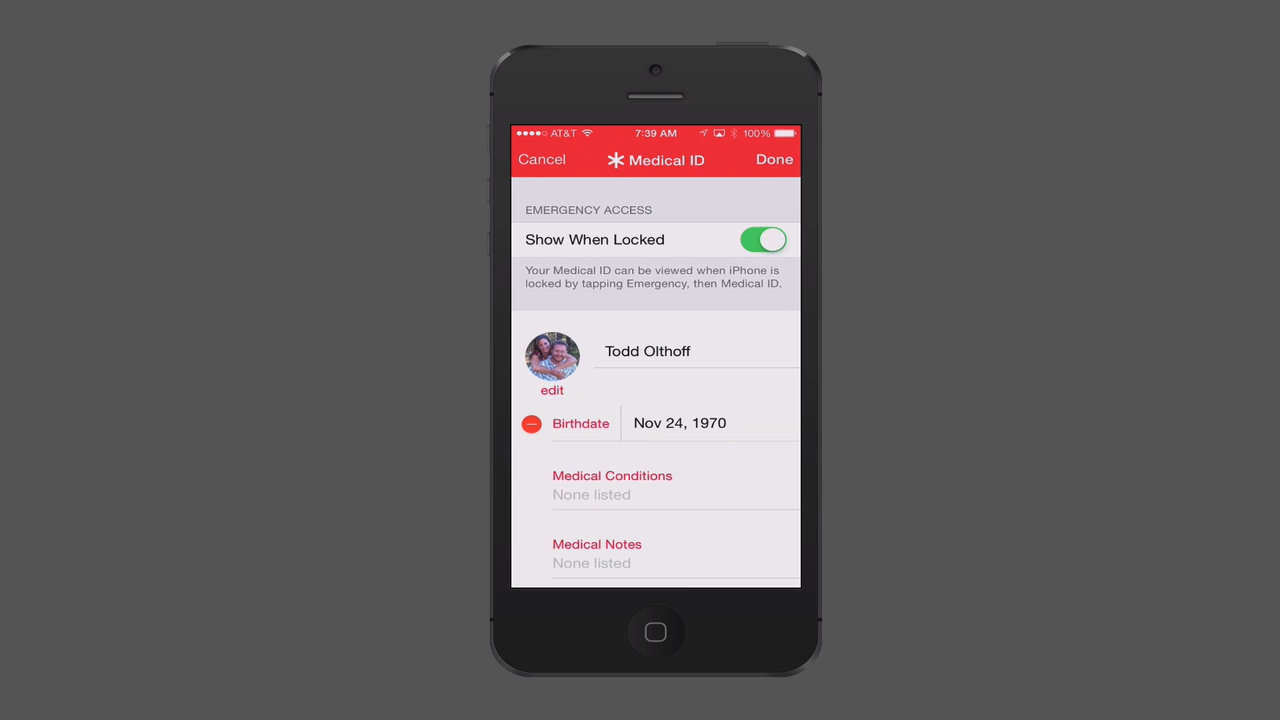 AT&T 7:39 AM 100%
Cancel Medical ID Done
EMERGENCY ACCESS
Show When Locked
Your Medical ID can be viewed when iPhone is
locked by tapping Emergency, then Medical ID.
Todd Olthoff
edit
Birthdate Nov 24, 1970
Medical Conditions
None listed
Medical Notes
None listed